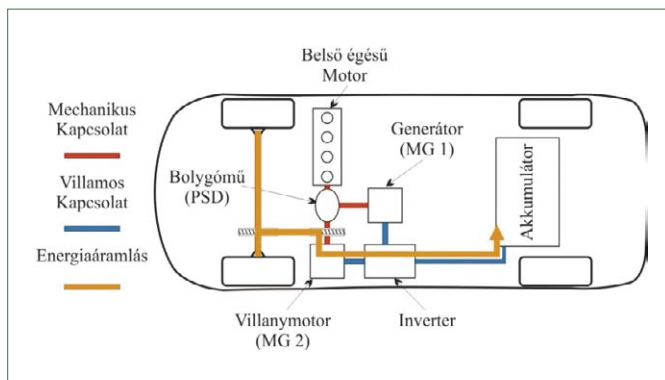 Belső égésű
Motor
Mechanikus
Kapcsolat
Generátor
(MG 1)
Bolygómű
(PSD)
Villamos
Kapcsolat
Akkumulátor
Energiaáramlás
Villanymotor
(MG 2)
Inverter